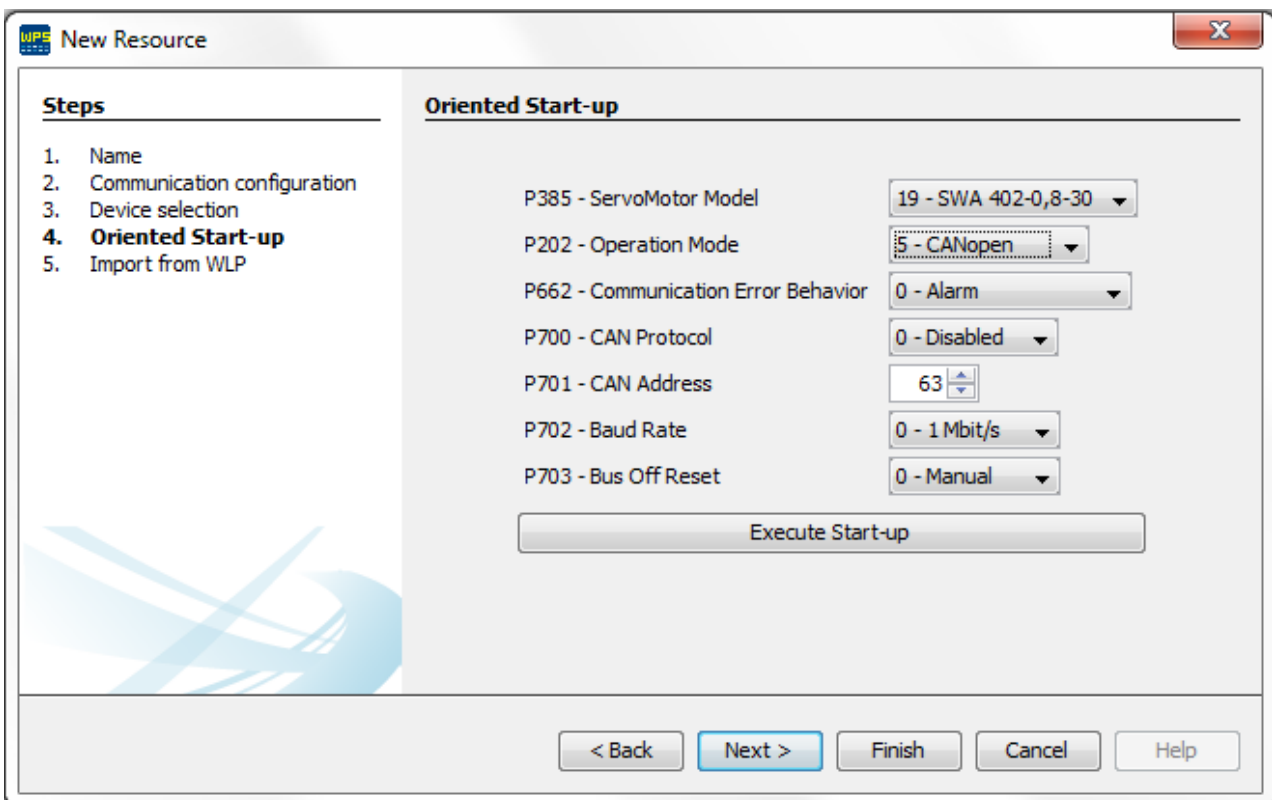 WPS New Resource
Steps
1. Name
2. Communication configuration
3. Device selection
4. Oriented Start-up
5. Import from WLP
Oriented Start-up
P385 - ServoMotor Model 19 - SWA 402-0,8-30
P202 - Operation Mode 5 - CANopen
P662 - Communication Error Behavior 0 - Alarm
P700 - CAN Protocol 0 - Disabled
P701 - CAN Address 63
P702 - Baud Rate 0 - 1 Mbit/s
P703 - Bus Off Reset 0 - Manual
Execute Start-up
< Back Next > Finish Cancel Help